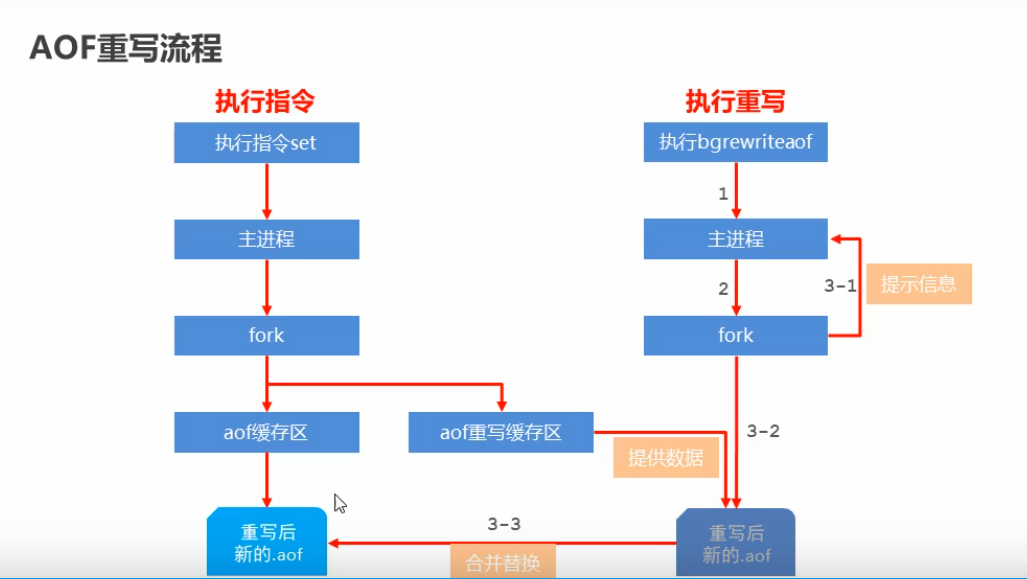 AOF重写流程
执行指令
执行重写
执行指令set
执行bgrewriteaof
1
主进程
主进程
2
3-1
提示信息
fork
fork
aof缓存区
aof重写缓存区
3-2
提供数据
重写后
新的.aof
3-3
合并替换
重写后
新的.aof